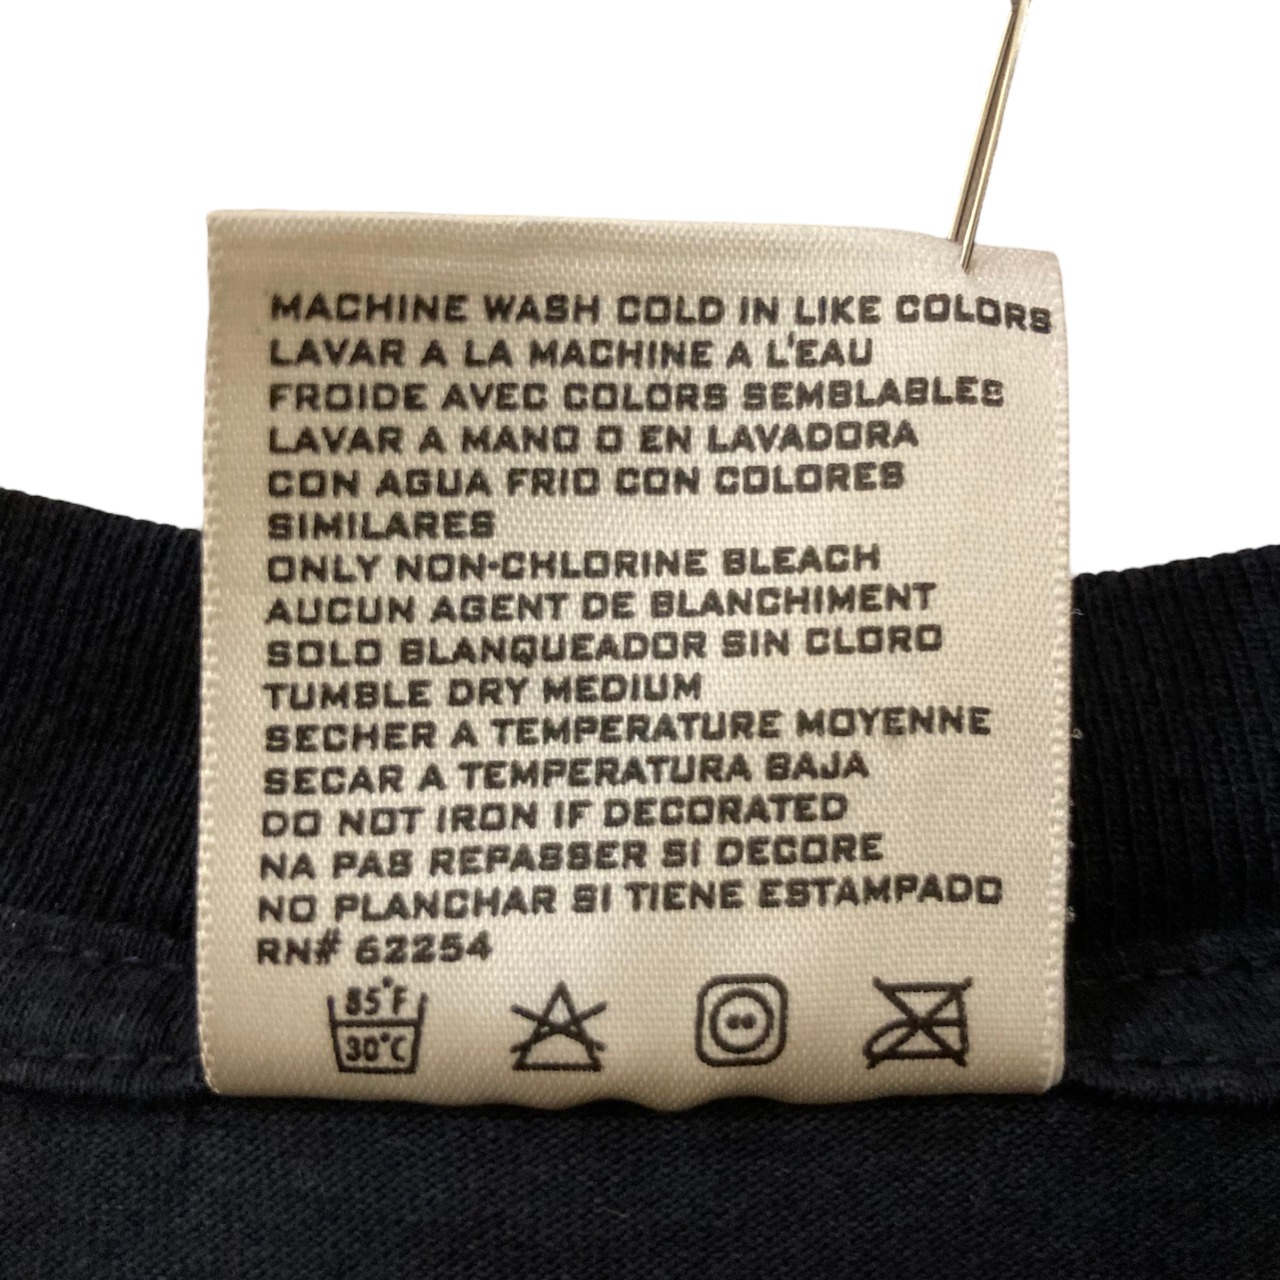 MACHINE WASH COLD IN LIKE COLORS
LAVAR A LA MACHINE A L'EAU
FROIDE AVEC COLORS SEMBLABLES
LAVAR A MANO O EN LAVADORA
CON AGUA FRIO CON COLORES
SIMILARES
ONLY NON-CHLORINE BLEACH
AUCUN AGENT DE BLANCHIMENT
SOLO BLANQUEADOR SIN CLORO
TUMBLE DRY MEDIUM
SECHER A TEMPERATURE MOYENNE
SECAR A TEMPERATURA BAJA
DO NOT IRON IF DECORATED
NA PAS REPASSER SI DECORE
NO PLANCHAR SI TIENE ESTAMPADO
RN# 62254
85°F
30°C